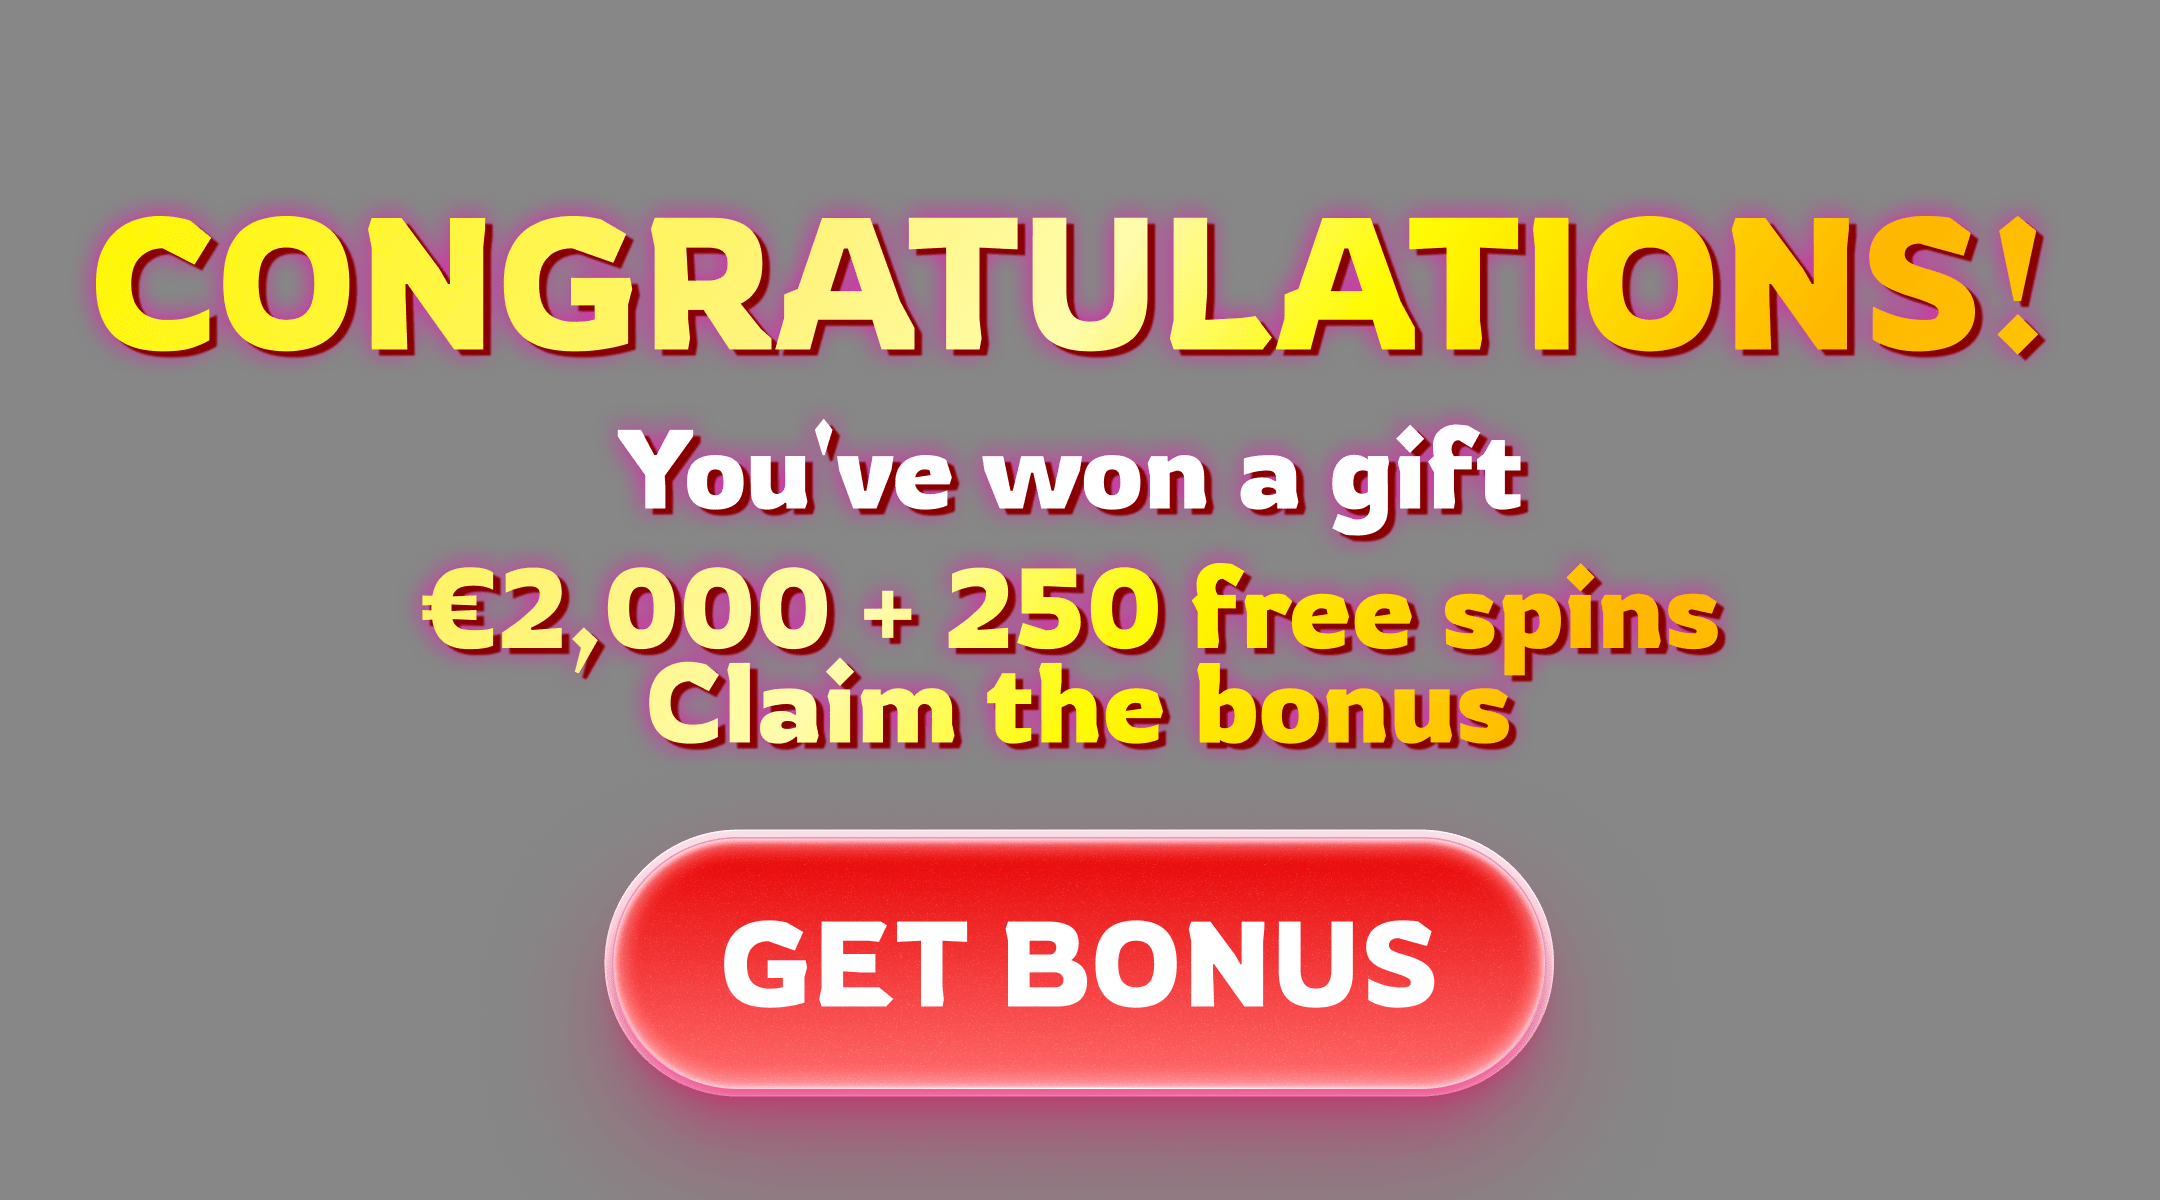 CONGRATULATIONS!
You've won a gift
€2,000 + 250 free spins
Claim the bonus
GET BONUS